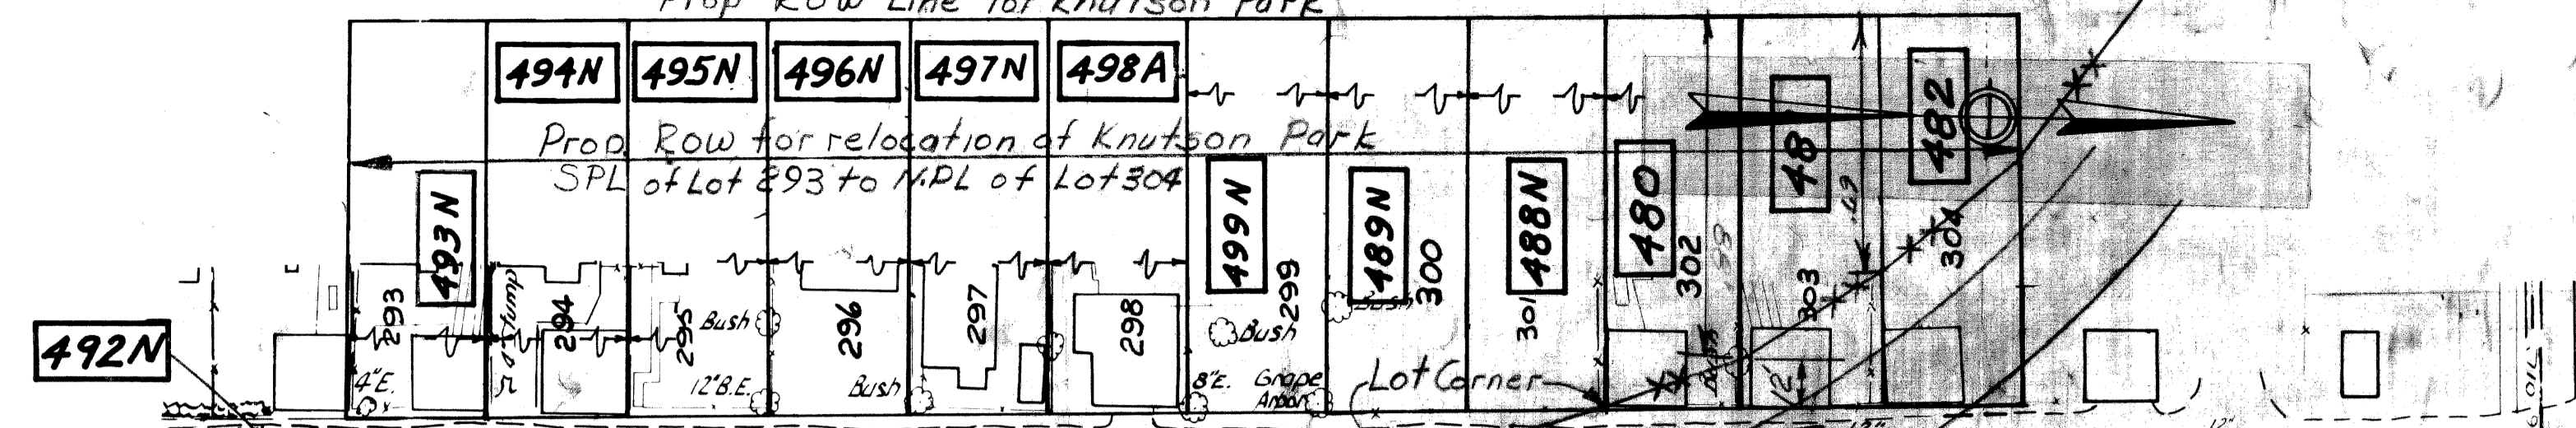 Prop ROW Line for Knutson Park
494N 495N 496N 497N 498A
Prop. Row for relocation of Knutson Park
SPL of Lot 293 to N.PL of Lot 304
493N 499N 489N 488N 480 48 482
293 294 295 296 297 298 299 300 301 302 303 304
492N
Bush
Bush
Bush
Bush
4"E.
12"B.E.
8"E.
Grape
Arbor
Lot Corner
12'
12"